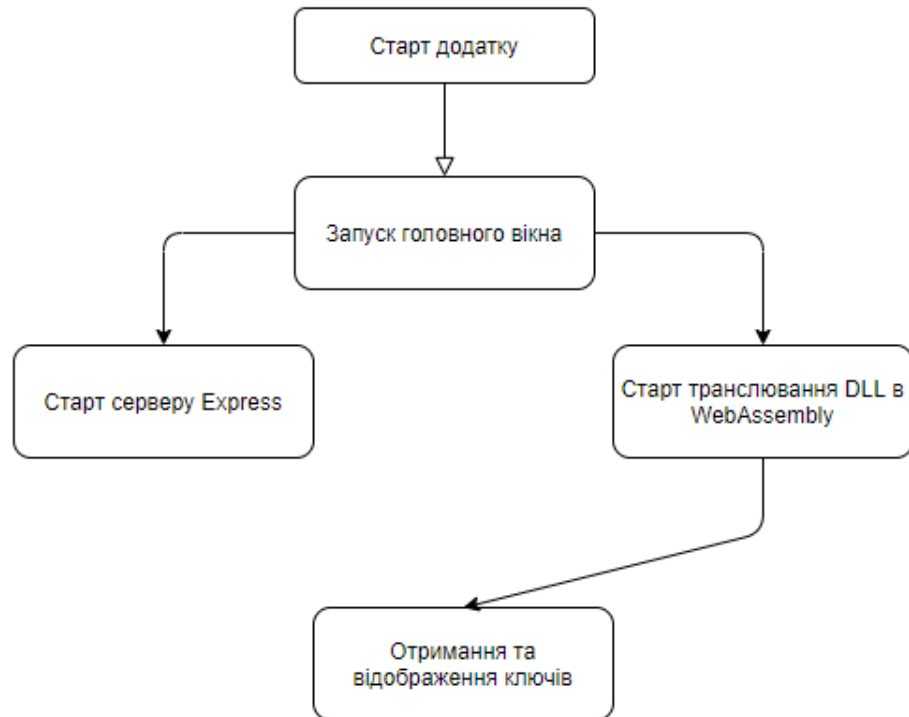 Старт додатку
Запуск головного вікна
Старт серверу Express
Старт транслювання DLL в
WebAssembly
Отримання та
відображення ключів